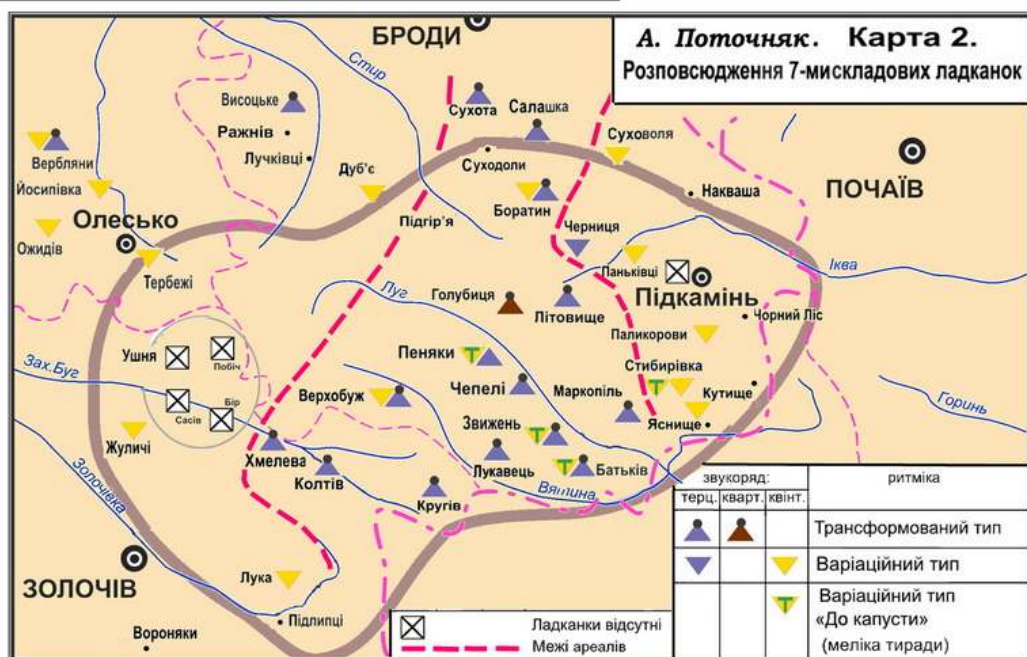 А. Поточняк. Карта 2.
Розповсюдження 7-мискладових ладканок
БРОДИ
Стир
Високе
Ражнів
Лучківці
Сухота
Салашка
Суховоля
Суходоли
Накваша
ПОЧАЇВ
Вербляни
Йосипівка
Ожидів
Олесько
Тербежі
Дуб'є
Підгір'я
Боратин
Черниця
Паньківці
Іква
Підкамінь
Чорний Ліс
Луг
Голубиця
Літовище
Паликорови
Ушня
Побіч
Зах.Буг
Сасів
Бір
Пеняки
Чепелі
Верхобуж
Маркопіль
Стибирівка
Кутище
Яснище
Горинь
Жуличі
Золочівка
Хмелева
Колтів
Звижень
Лукавець
Батьків
Кругів
Вятина
ЗОЛОЧІВ
Лука
Підлипці
Вороняки
звукоряд:
ритміка
терц. кварт. квінт.
Трансформований тип
Варіаційний тип
Варіаційний тип
«До капусти»
(меліка тиради)
Ладканки відсутні
Межі ареалів